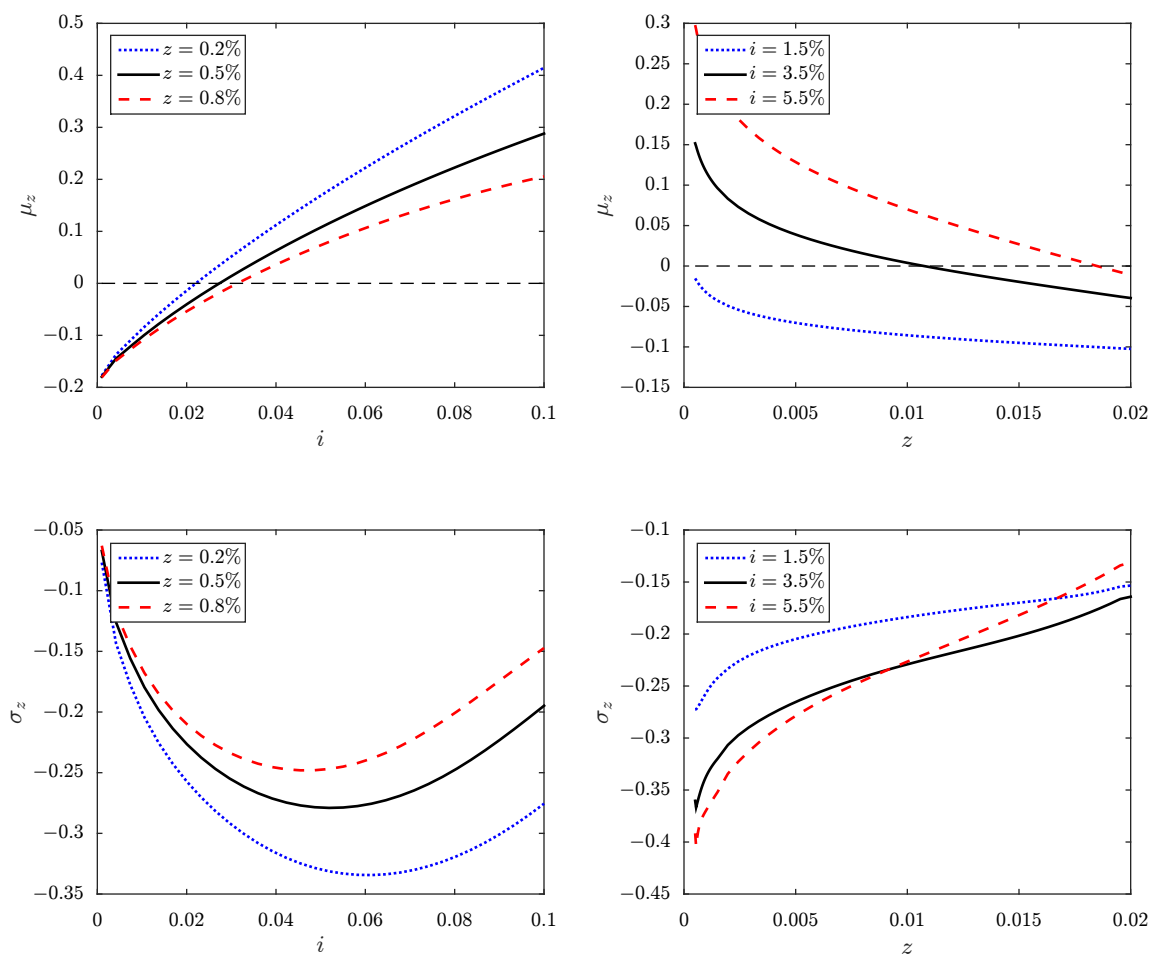 0.5
0.4
0.3
0.2
0.1
0
−0.1
−0.2
μz
z = 0.2%
z = 0.5%
z = 0.8%
0 0.02 0.04 0.06 0.08 0.1
i
0.3
0.25
0.2
0.15
0.1
0.05
0
−0.05
−0.1
−0.15
μz
i = 1.5%
i = 3.5%
i = 5.5%
0 0.005 0.01 0.015 0.02
z
−0.05
−0.1
−0.15
−0.2
−0.25
−0.3
−0.35
σz
z = 0.2%
z = 0.5%
z = 0.8%
0 0.02 0.04 0.06 0.08 0.1
i
−0.1
−0.15
−0.2
−0.25
−0.3
−0.35
−0.4
−0.45
σz
i = 1.5%
i = 3.5%
i = 5.5%
0 0.005 0.01 0.015 0.02
z